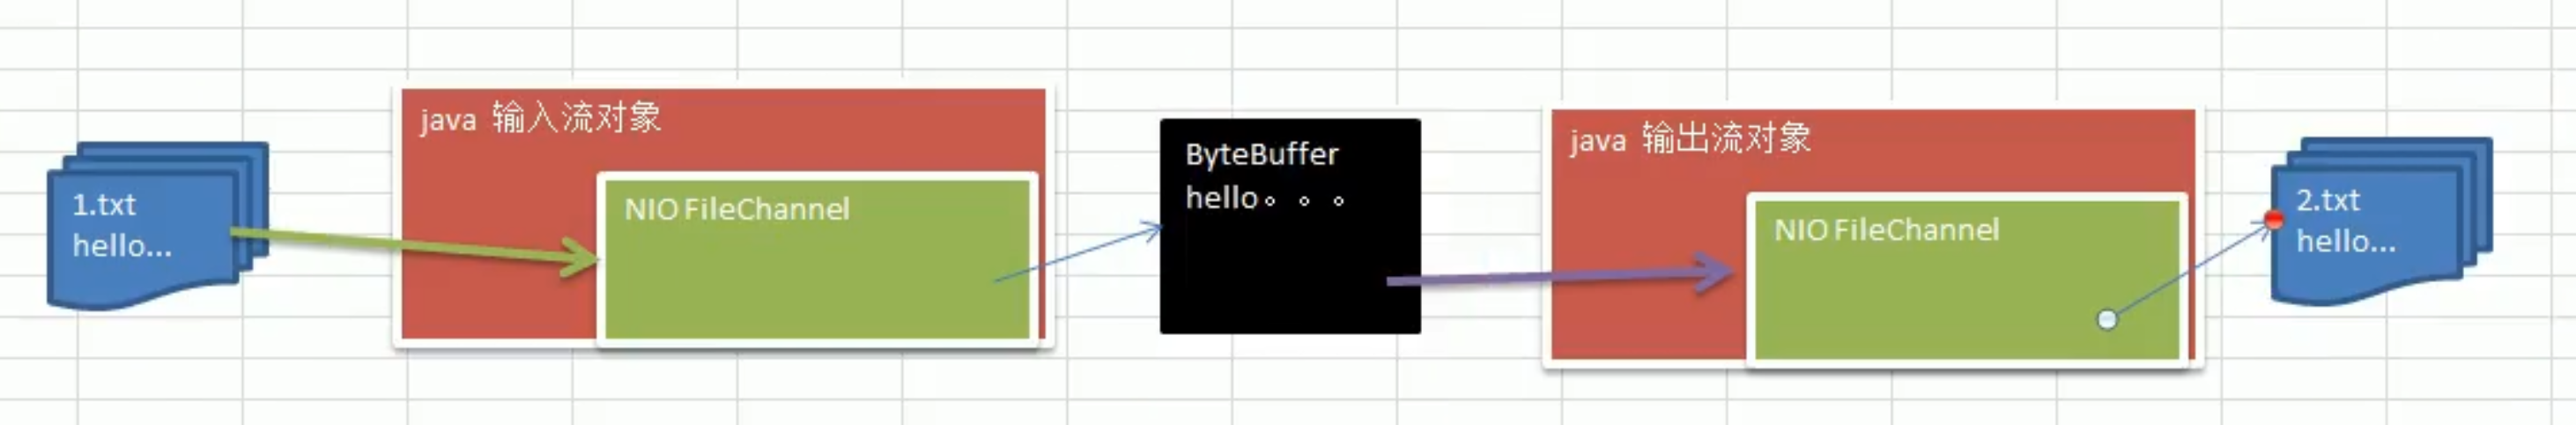 1.txt
hello...
java 输入流对象
NIO FileChannel
ByteBuffer
hello。。。
java 输出流对象
NIO FileChannel
2.txt
hello...